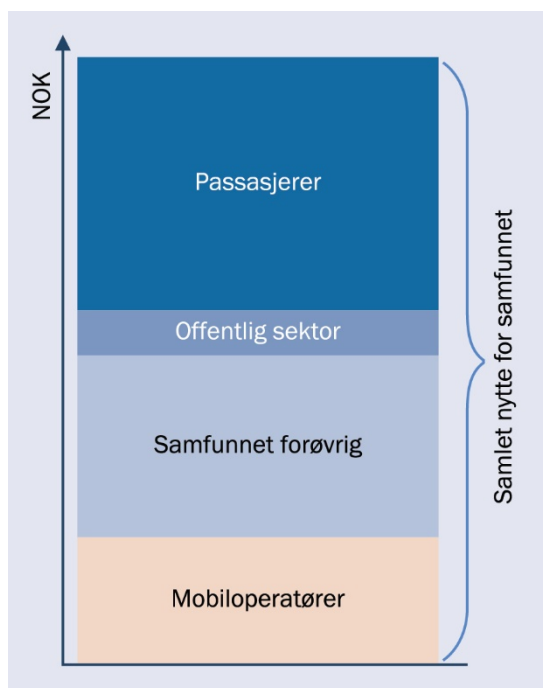 NOK
Passasjerer
Offentlig sektor
Samfunnet forøvrig
Mobiloperatører
Samlet nytte for samfunnet